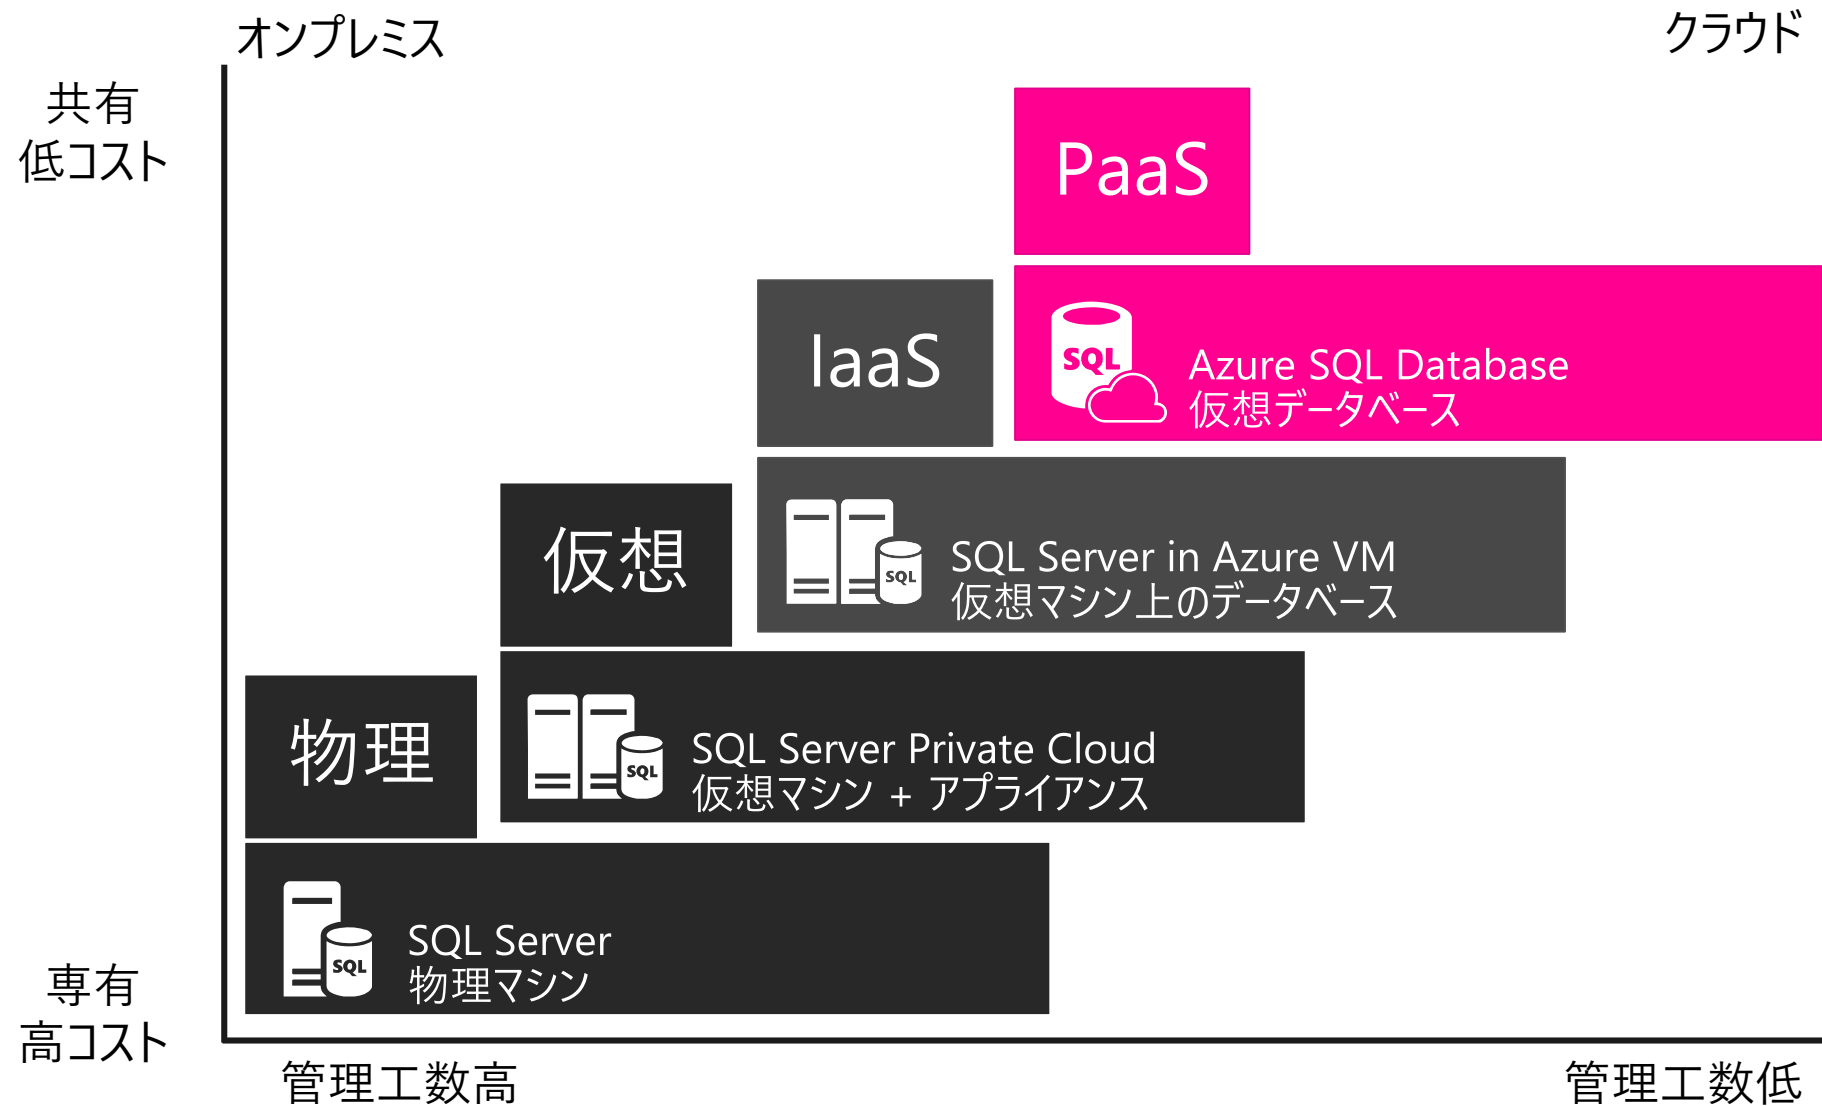 オンプレミス
クラウド
共有
低コスト
PaaS
SQL
Azure SQL Database
仮想データベース
IaaS
SQL
SQL Server in Azure VM
仮想マシン上のデータベース
仮想
SQL
SQL Server Private Cloud
仮想マシン + アプライアンス
物理
SQL
SQL Server
物理マシン
専有
高コスト
管理工数高
管理工数低